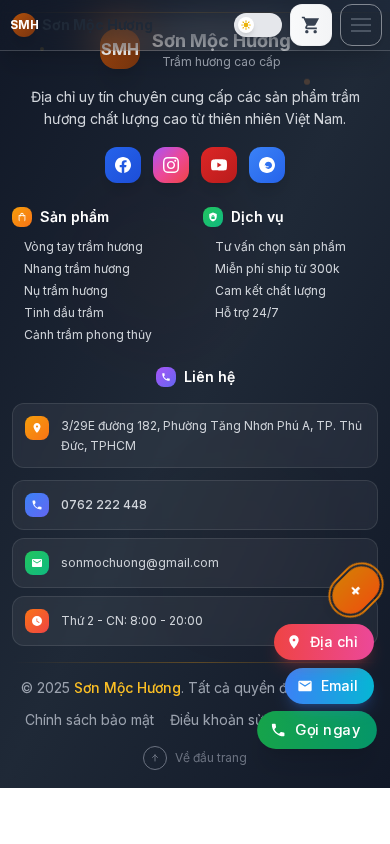 SMH Sơn Mộc Hương
SMH Sơn Mộc Hương
Trầm hương cao cấp
Địa chỉ uy tín chuyên cung cấp các sản phẩm trầm
hương chất lượng cao từ thiên nhiên Việt Nam.
Sản phẩm
Vòng tay trầm hương
Nhang trầm hương
Nụ trầm hương
Tinh dầu trầm
Cảnh trầm phong thủy
Dịch vụ
Tư vấn chọn sản phẩm
Miễn phí ship từ 300k
Cam kết chất lượng
Hỗ trợ 24/7
Liên hệ
3/29E đường 182, Phường Tăng Nhơn Phú A, TP. Thủ
Đức, TPHCM
0762 222 448
sonmochuong@gmail.com
Thứ 2 - CN: 8:00 - 20:00
Địa chỉ
Email
Gọi ngay
© 2025 Sơn Mộc Hương. Tất cả quyền
Chính sách bảo mật Điều khoản
Về đầu trang